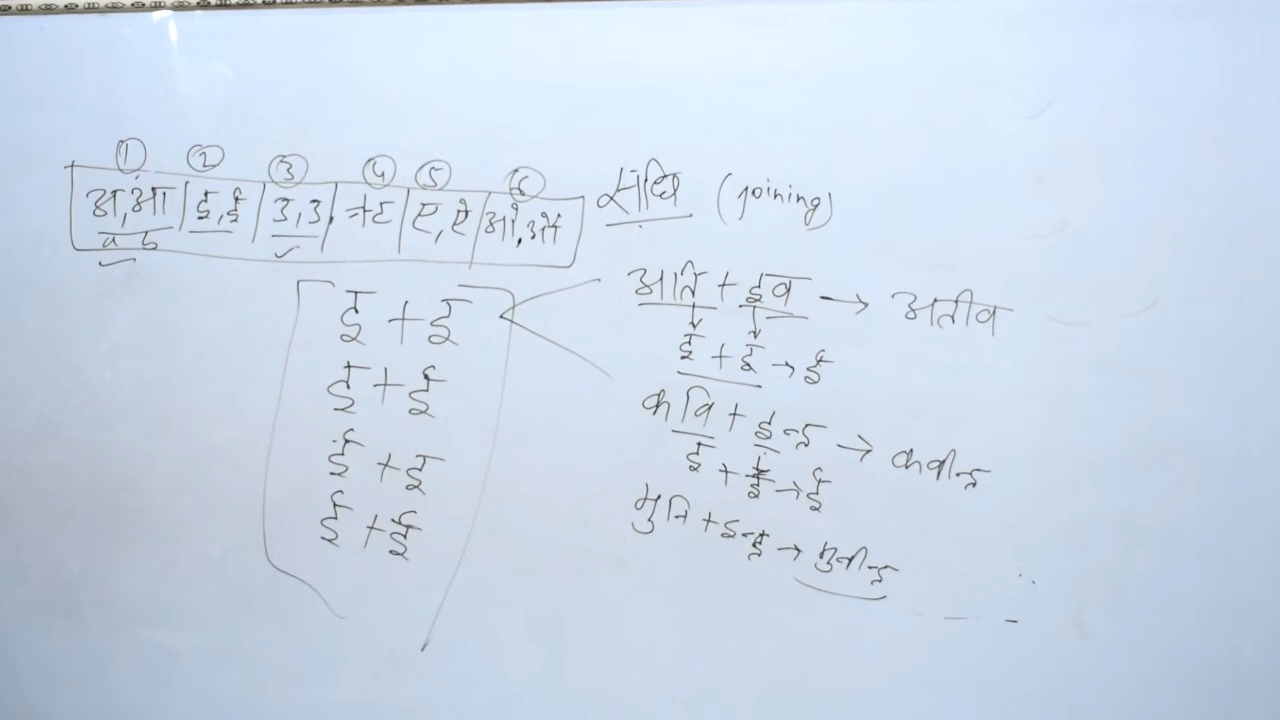 ① ② ③ ④ ⑤ ⑥
अ,आ | इ,ई | उ,उ | ऋ | ए,ऐ | ओ,औ
a b
संधि (joining)
इ + इ
इ + ई
ई + इ
ई + ई
अति + इव → अतीव
इ + इ → ई
कवि + इन्द्र → कवीन्द्र
इ + इ → ई
मुनि + इन्द्र → मुनीन्द्र